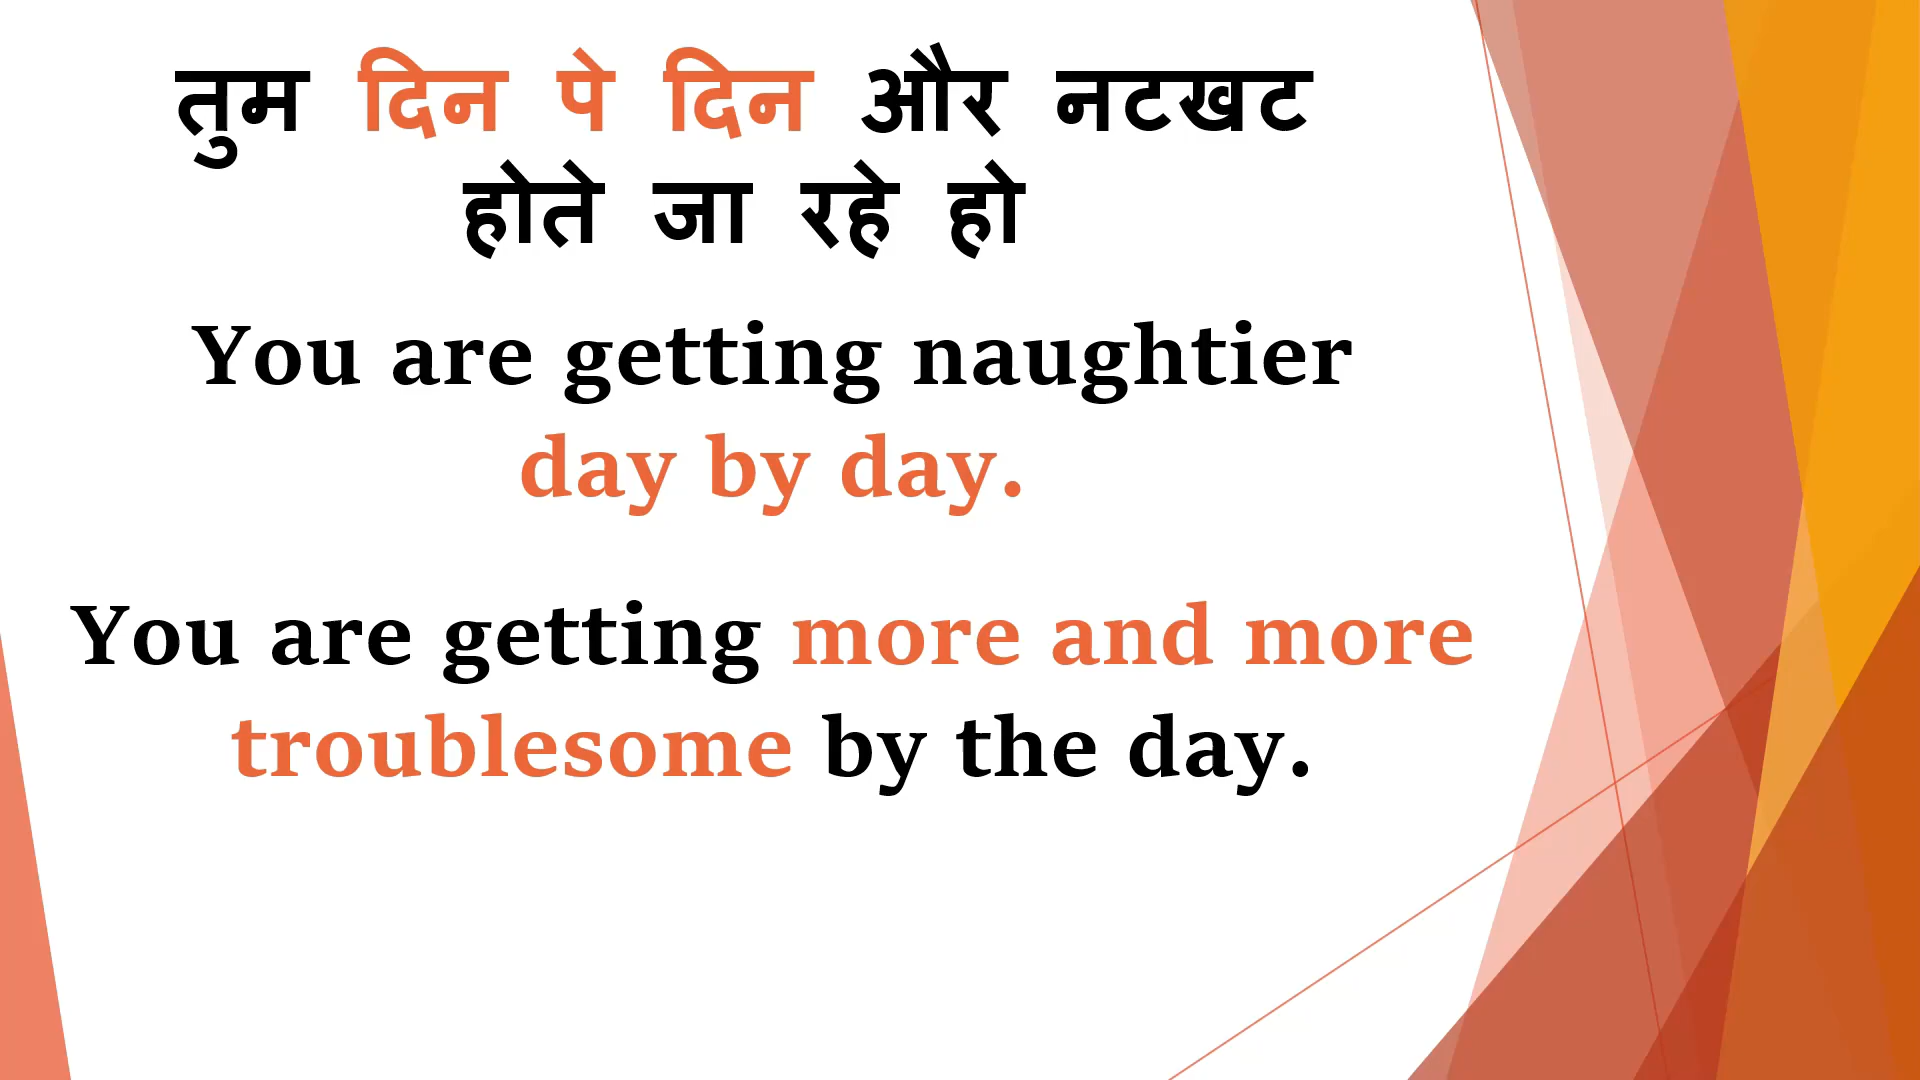 तुम दिन पे दिन और नटखट
होते जा रहे हो
You are getting naughtier
day by day.
You are getting more and more
troublesome by the day.